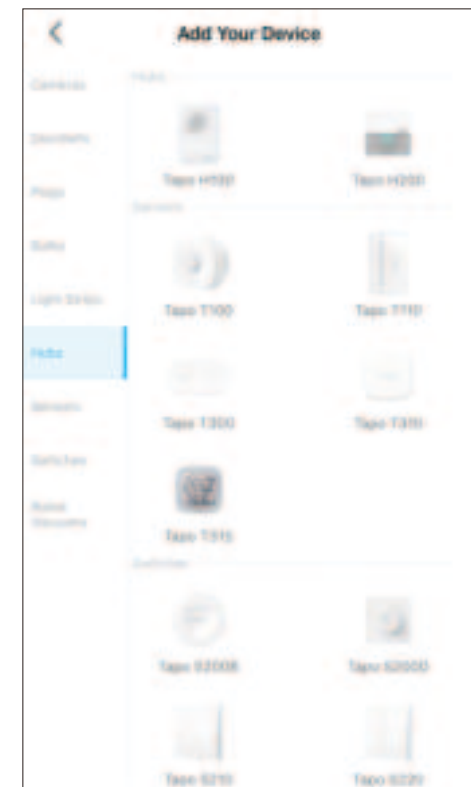 Add Your Device
Cameras
Hubs
Doorbells
Tapo H100 Tapo H200
Plugs
Sensors
Bulbs
Light Strips
Tapo T100 Tapo T110
Hubs
Sensors
Tapo T300 Tapo T310
Switches
Robot
Vacuums
Tapo T315
Switches
Tapo S200B Tapo S200D
Tapo S210 Tapo S220